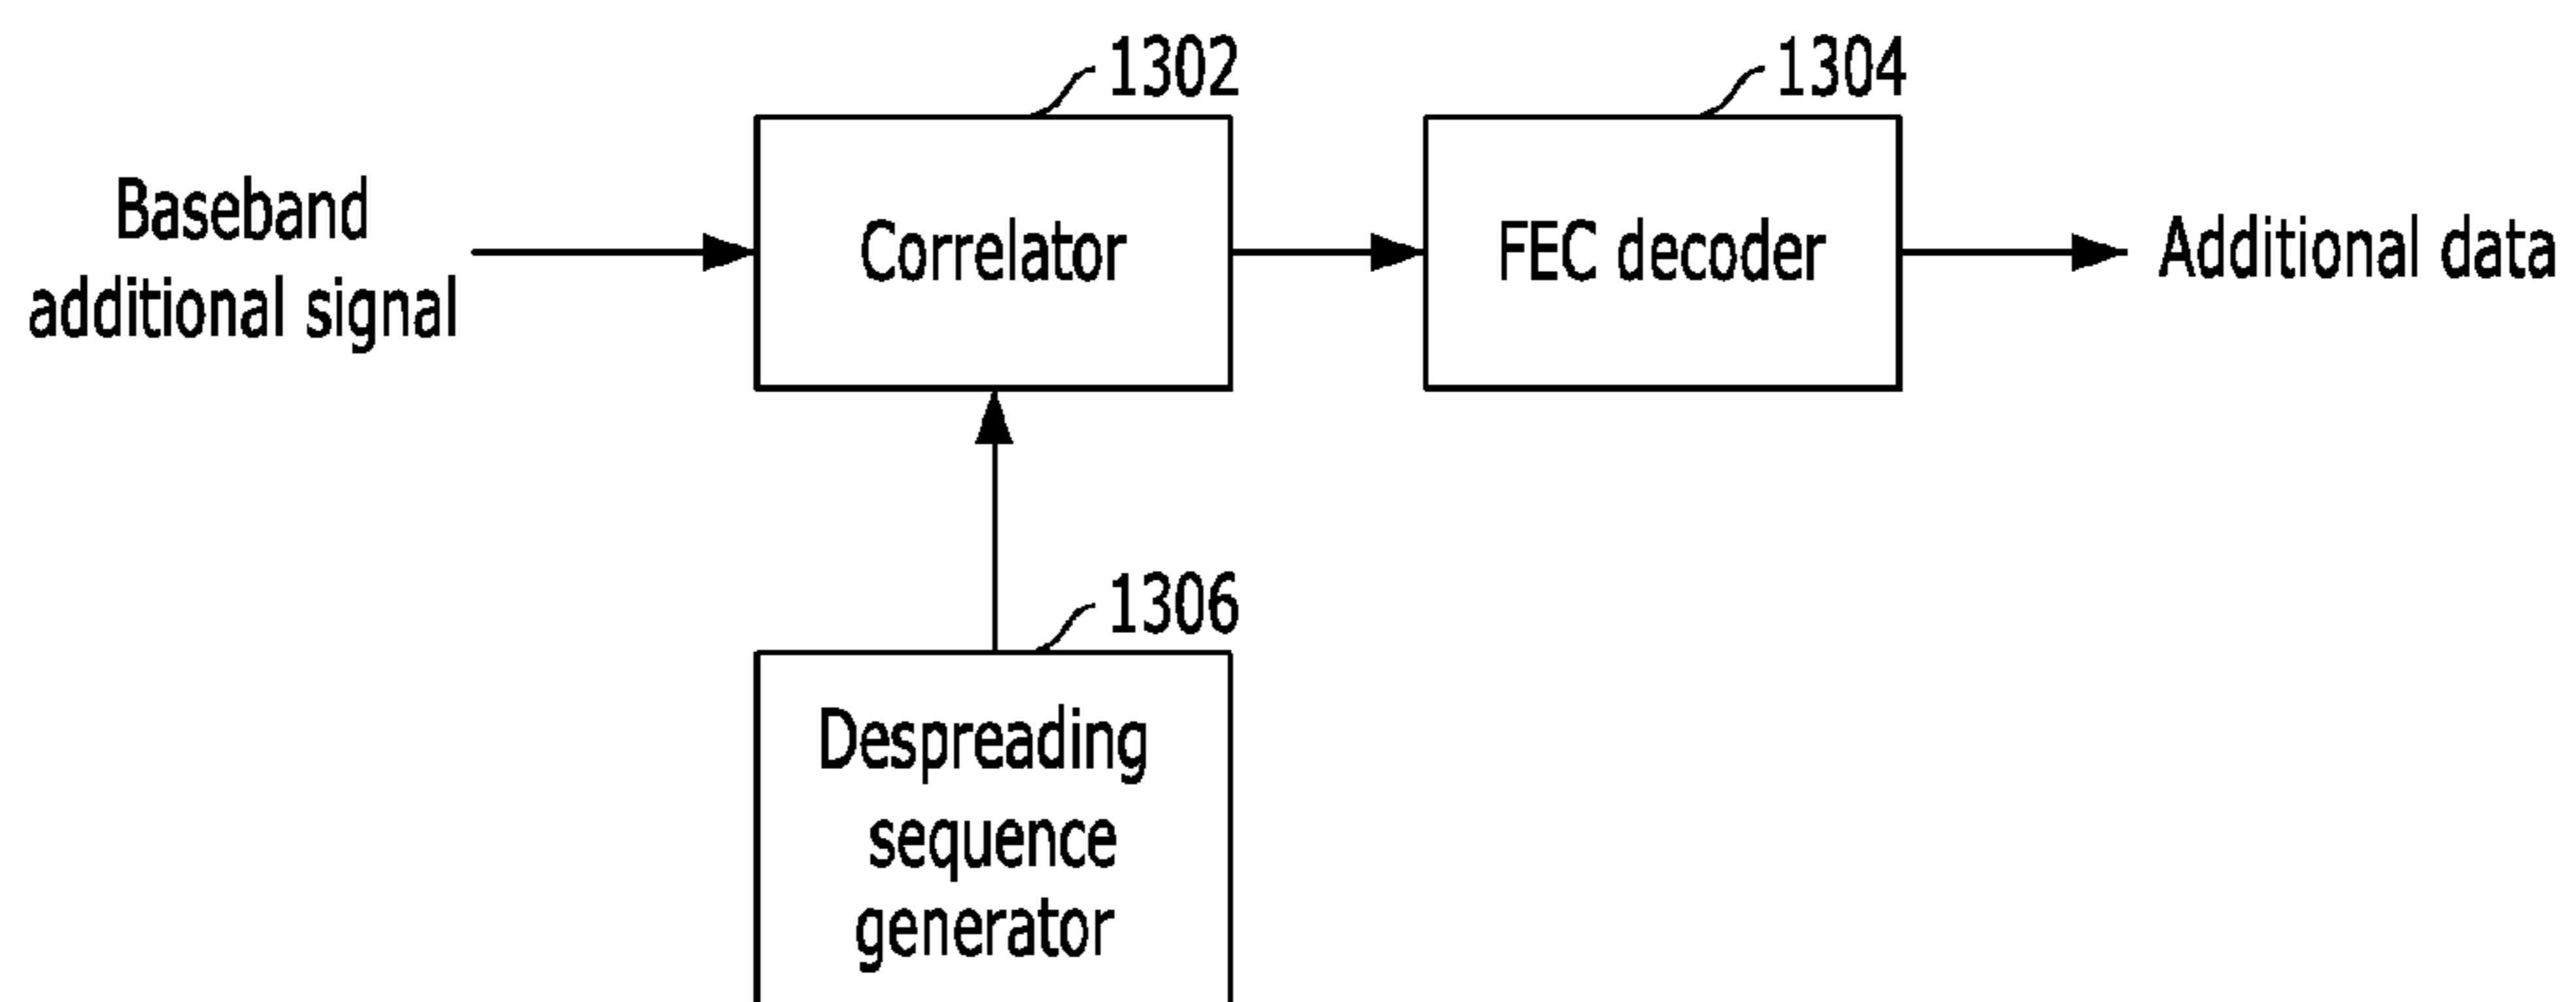 1302
1304
Baseband
additional signal
Correlator
FEC decoder
Additional data
1306
Despreading
sequence
generator